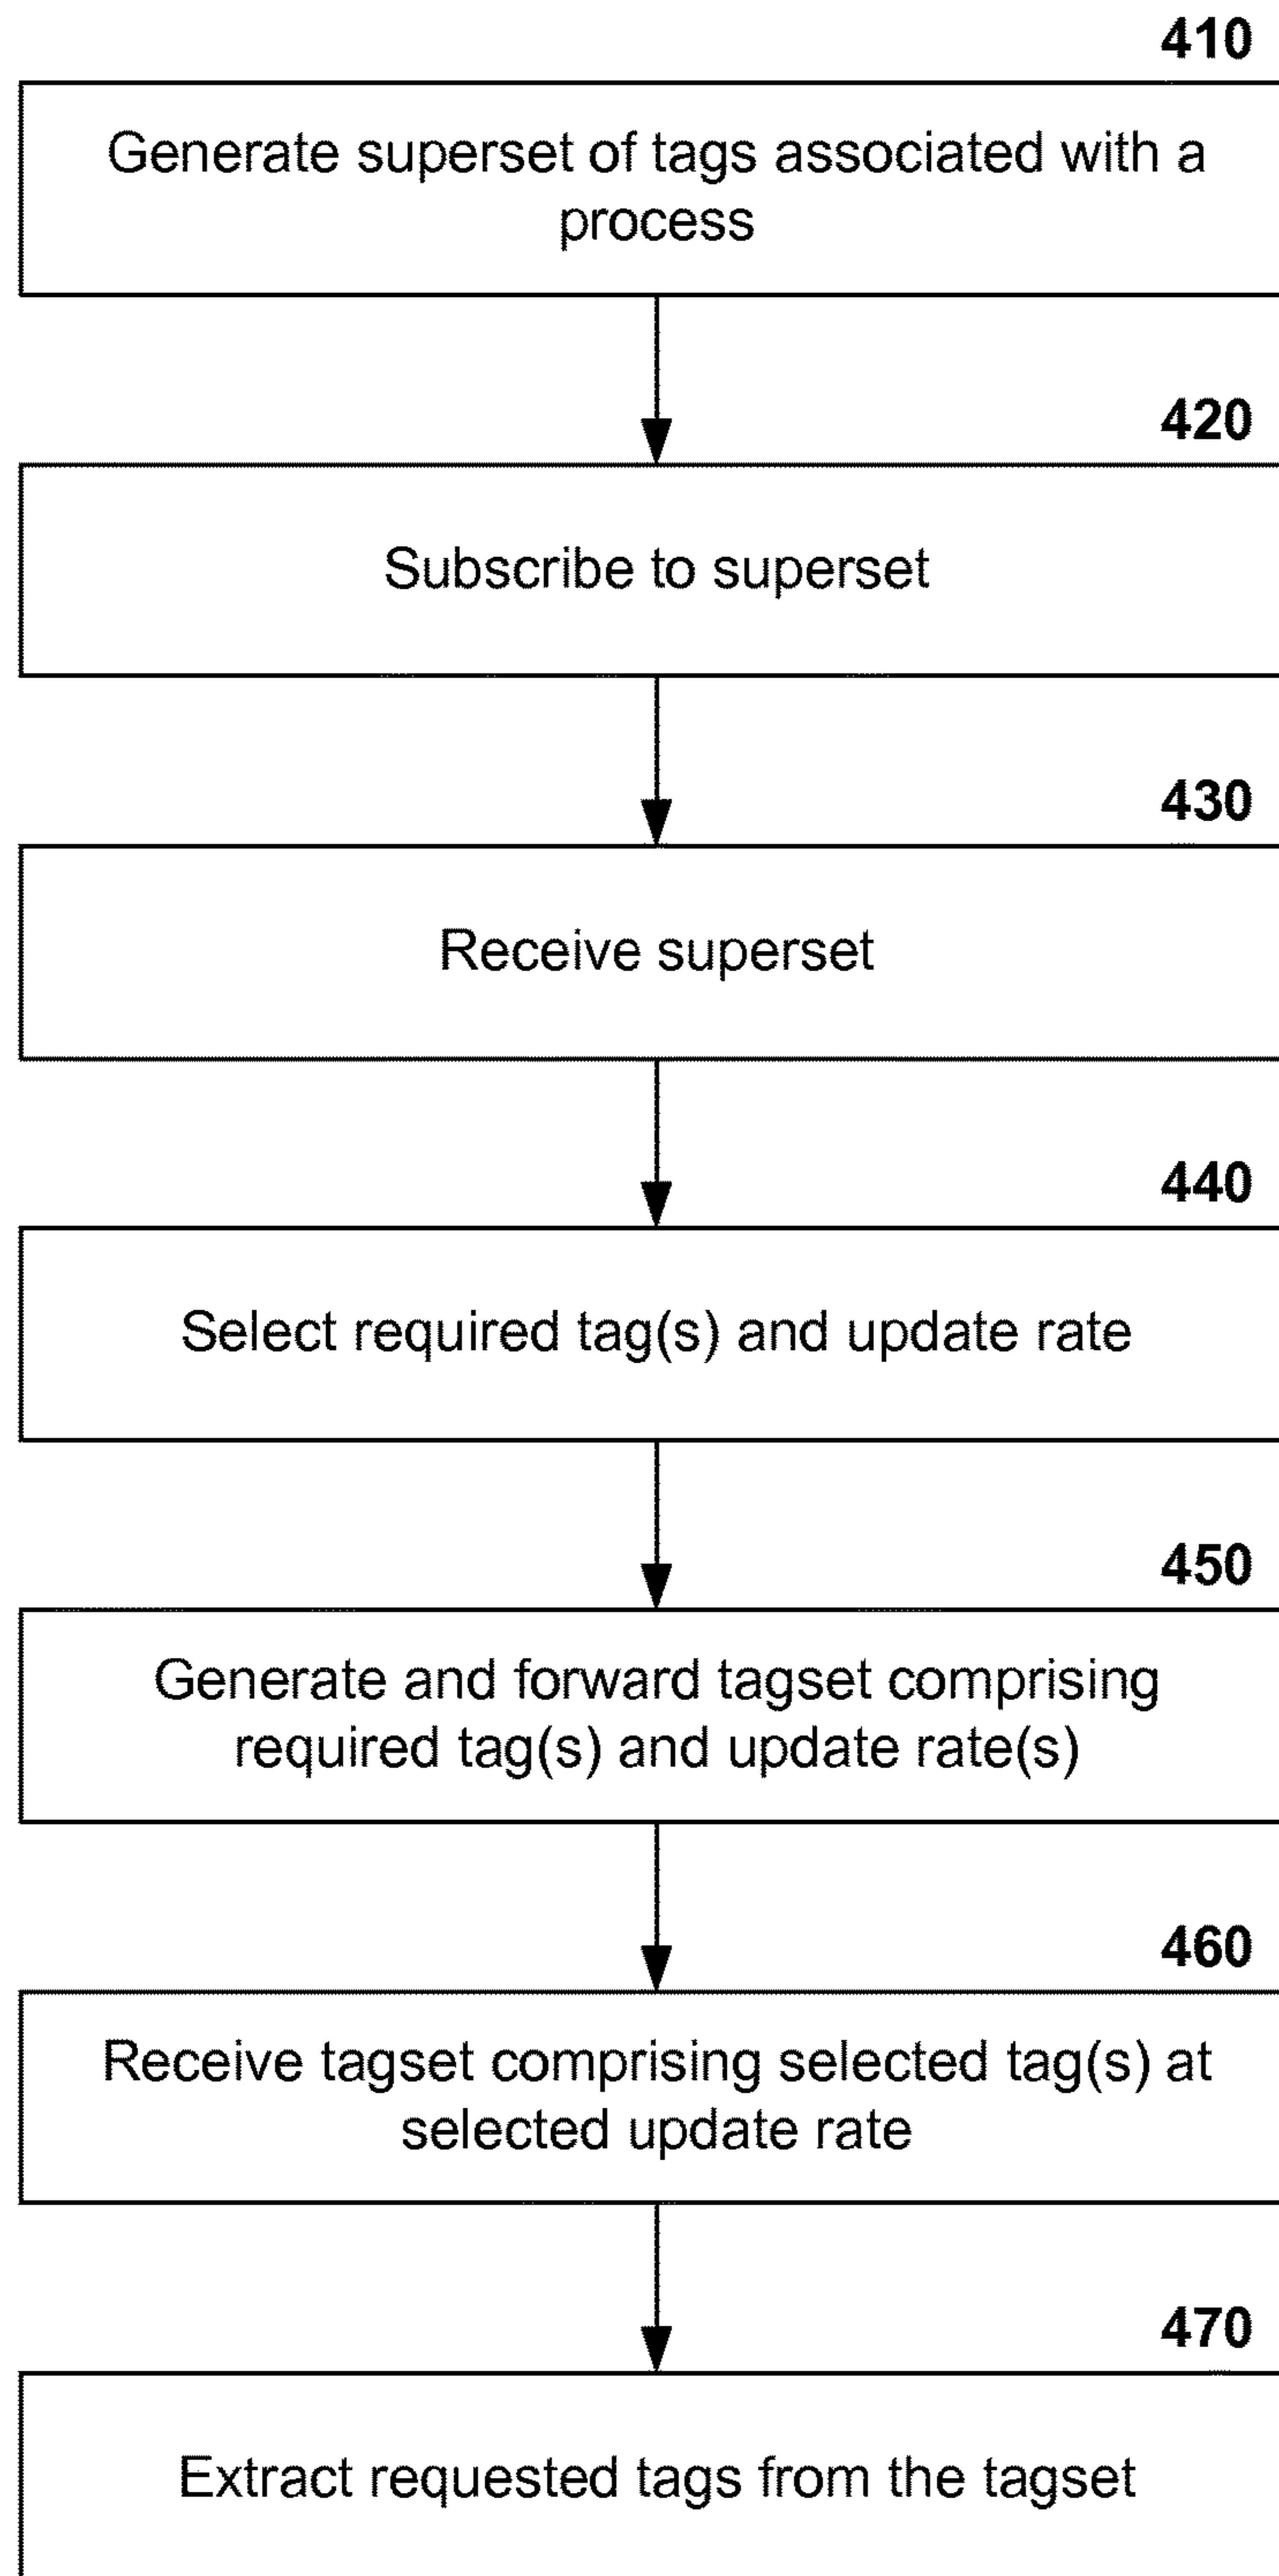 410
Generate superset of tags associated with a
process
420
Subscribe to superset
430
Receive superset
440
Select required tag(s) and update rate
450
Generate and forward tagset comprising
required tag(s) and update rate(s)
460
Receive tagset comprising selected tag(s) at
selected update rate
470
Extract requested tags from the tagset